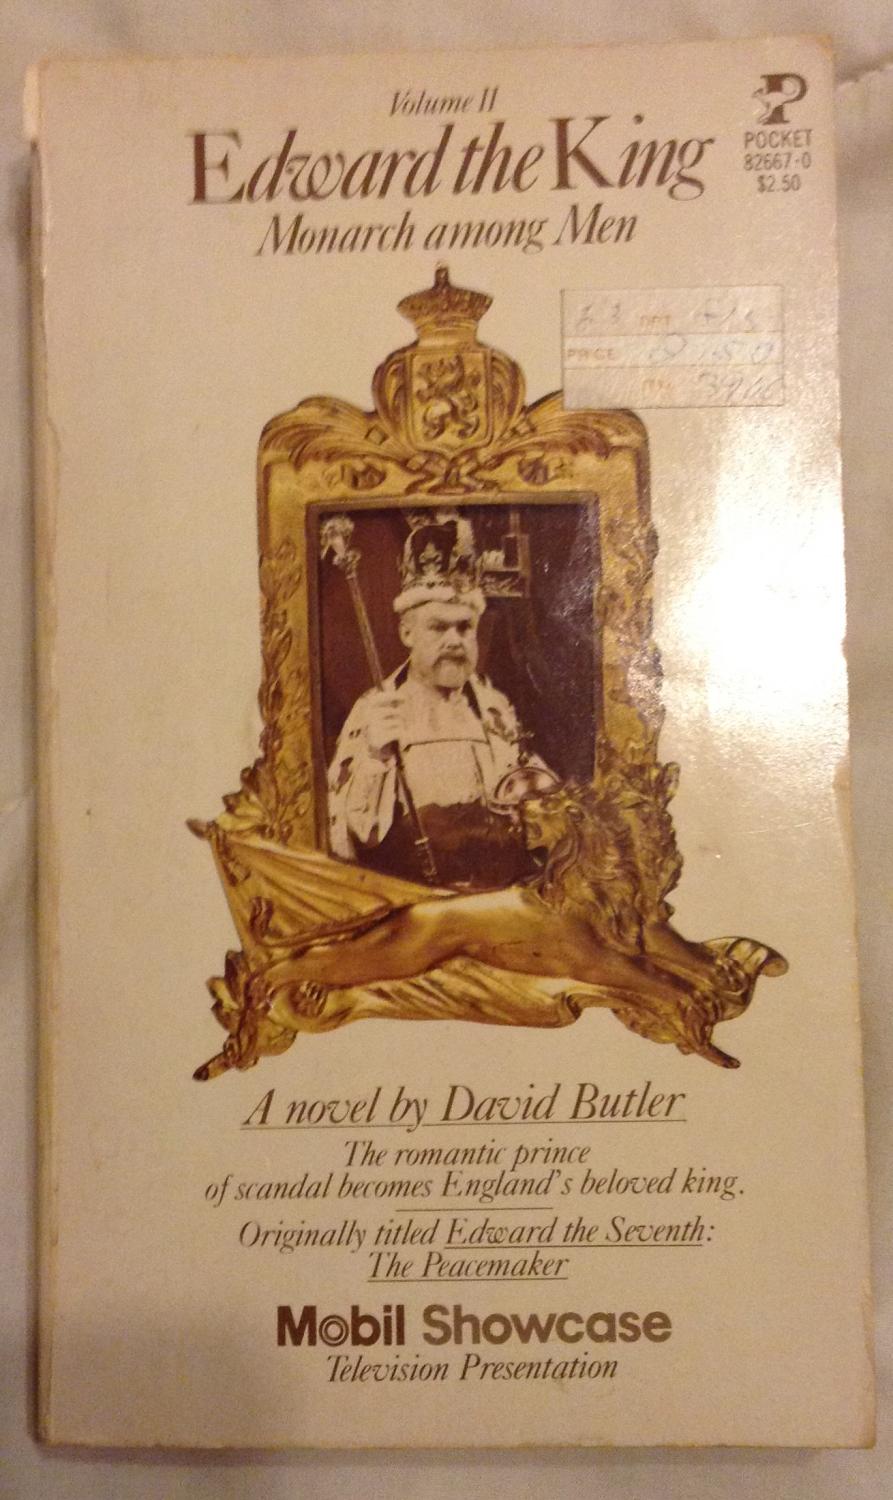 Volume II
Edward the King
Monarch among Men
POCKET
82667-0
$2.50
PRICE
A novel by David Butler
The romantic prince
of scandal becomes England's beloved king.
Originally titled Edward the Seventh:
The Peacemaker
Mobil Showcase
Television Presentation